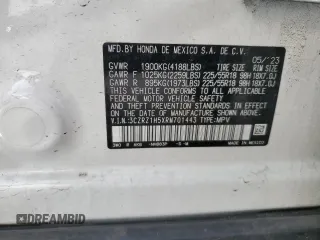 MFD. BY HONDA DE MEXICO S.A. DE C.V. 05/23
GVWR 1900KG(4188LBS) TIRE SIZE RIM SIZE
GAWR F 1025KG(2259LBS) 225/55R18 98H 18X7.0J
GAWR R 895KG(1973LBS) 225/55R18 98H 18X7.0J
THIS VEHICLE CONFORMS TO ALL APPLICABLE
FEDERAL MOTOR VEHICLE SAFETY AND THEFT
PREVENTION STANDARDS IN EFFECT ON THE
DATE OF MANUFACTURE SHOWN ABOVE.
V.I.N:3CZRZ1H5XRM701443 TYPE:MPV
MADE IN MEXICO